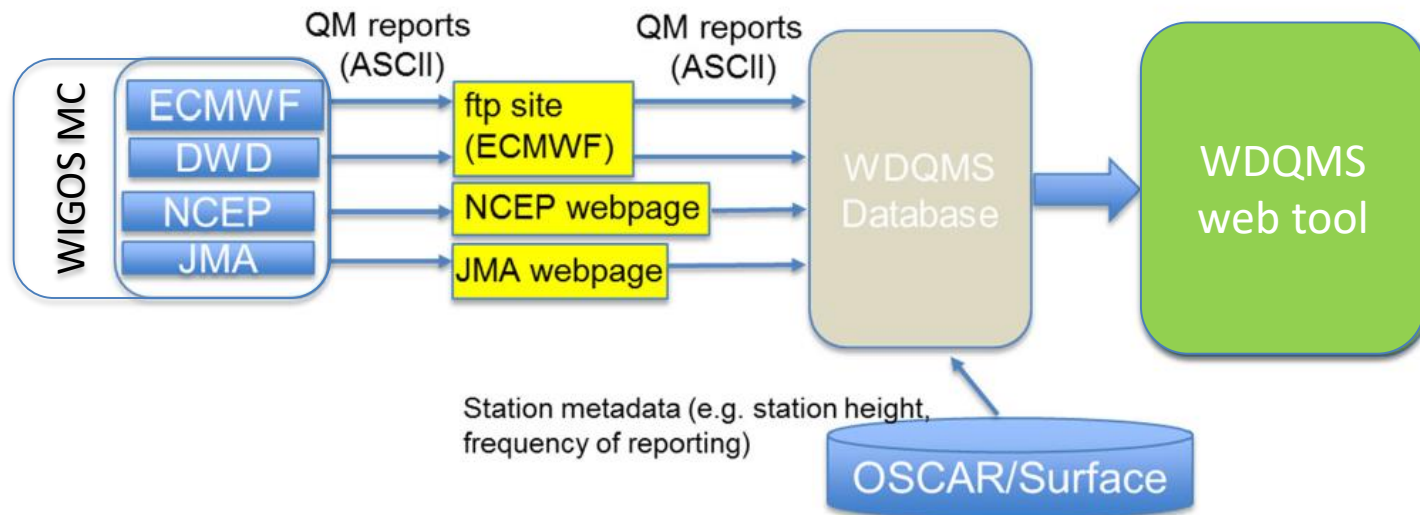 QM reports
(ASCII)
QM reports
(ASCII)
WIGOS MC
ECMWF
DWD
NCEP
JMA
ftp site
(ECMWF)
NCEP webpage
JMA webpage
WDQMS
Database
WDQMS
web tool
Station metadata (e.g. station height,
frequency of reporting)
OSCAR/Surface